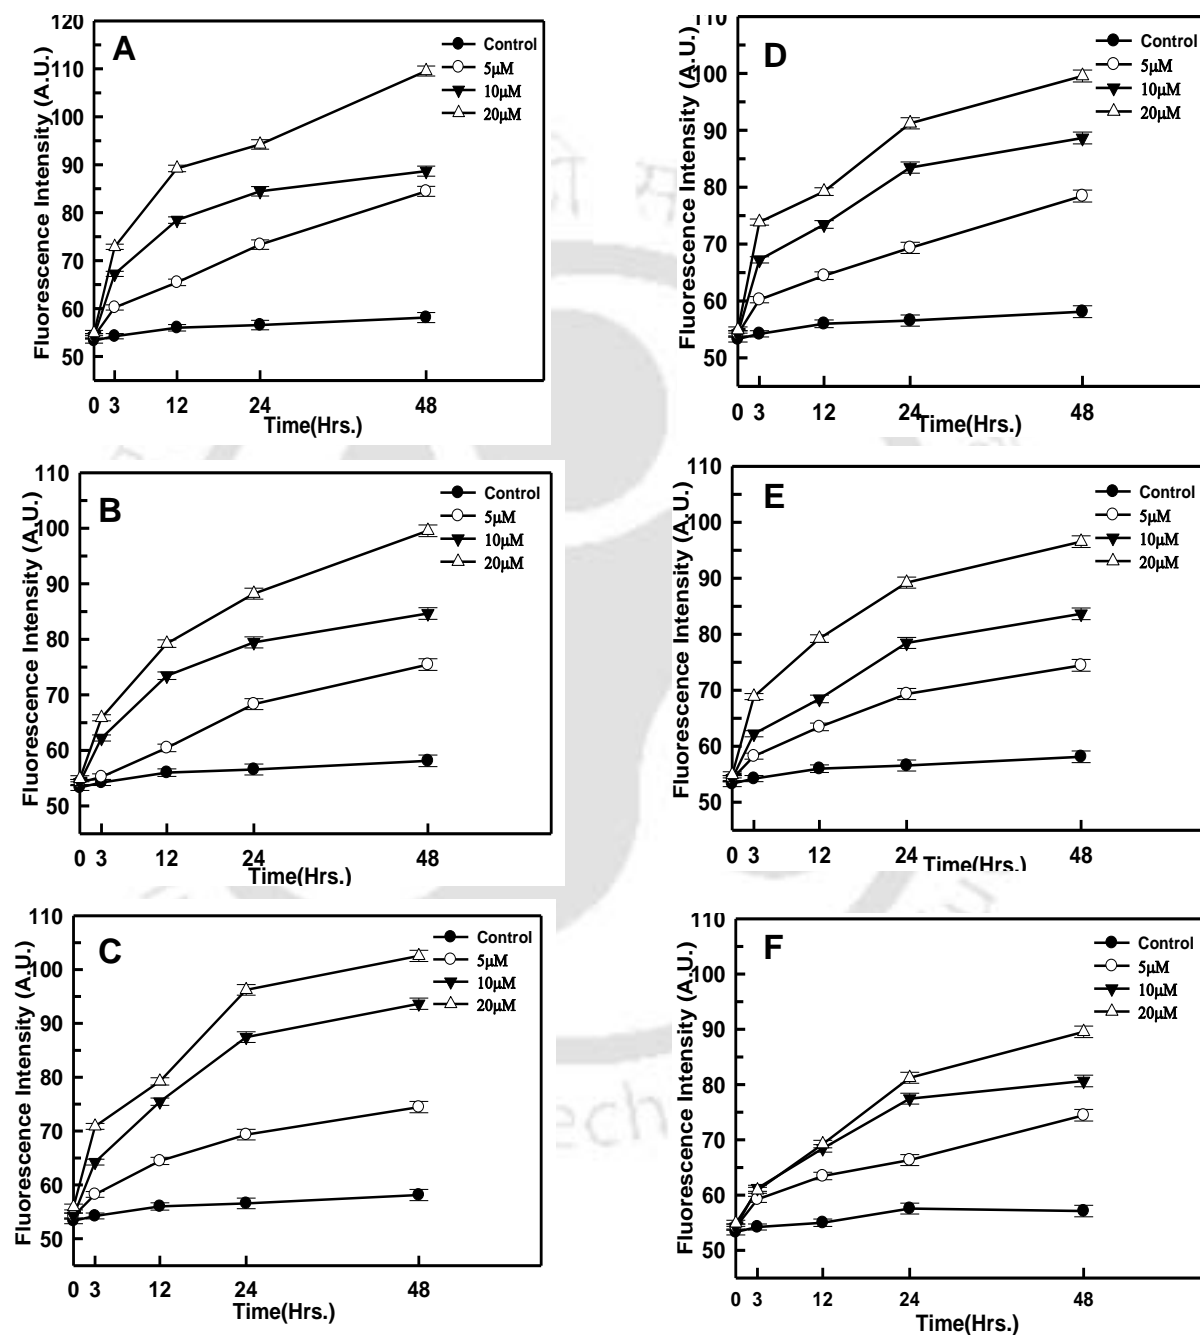 A
Fluorescence Intensity (A.U.)
120
110
100
90
80
70
60
50
0 3 12 24 48
Time(Hrs.)
Control
5μM
10μM
20μM
D
Fluorescence Intensity (A.U.)
110
100
90
80
70
60
50
0 3 12 24 48
Time(Hrs.)
Control
5μM
10μM
20μM
B
Fluorescence Intensity (A.U.)
110
100
90
80
70
60
50
0 3 12 24 48
Time(Hrs.)
Control
5μM
10μM
20μM
E
Fluorescence Intensity (A.U.)
110
100
90
80
70
60
50
0 3 12 24 48
Time(Hrs.)
Control
5μM
10μM
20μM
C
Fluorescence Intensity (A.U.)
110
100
90
80
70
60
50
0 3 12 24 48
Time(Hrs.)
Control
5μM
10μM
20μM
F
Fluorescence Intensity (A.U.)
110
100
90
80
70
60
50
0 3 12 24 48
Time(Hrs.)
Control
5μM
10μM
20μM